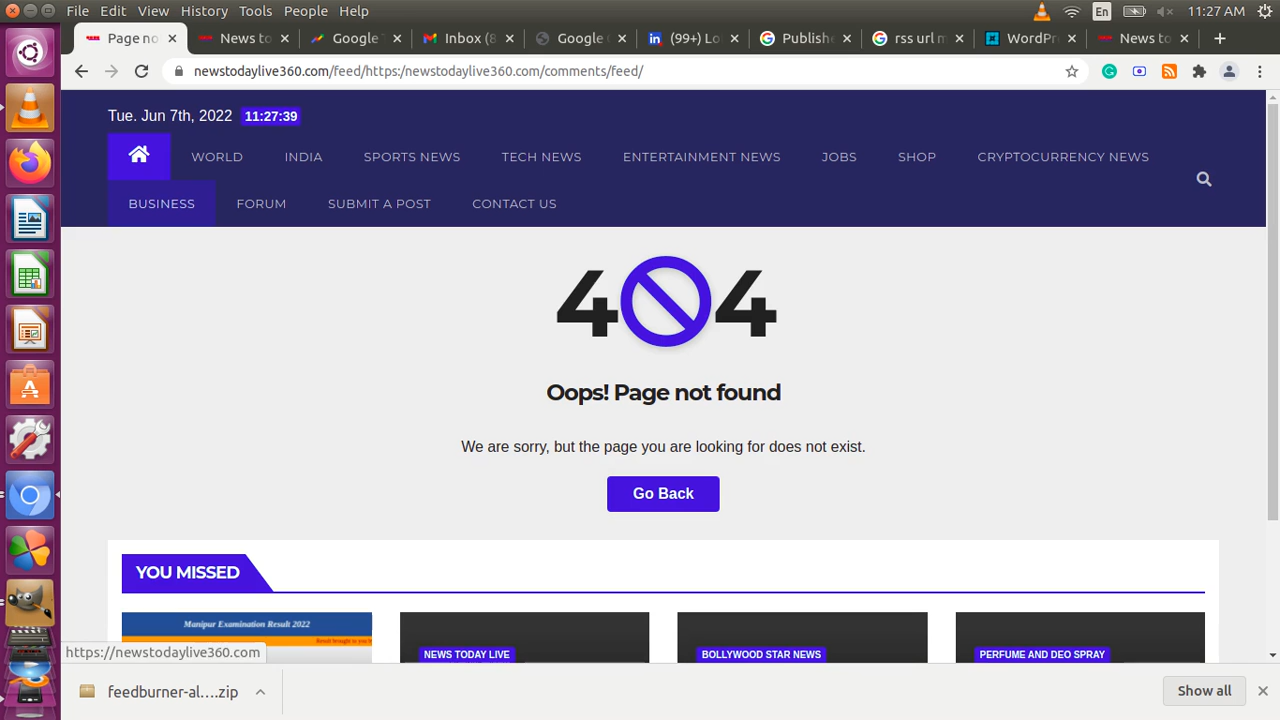 File Edit View History Tools People Help
En
11:27 AM
Page no
News to
Google
Inbox (8
Google (
(99+) Lo
Publishe
rss url m
WordPr
News to
newstodaylive360.com/feed/https:/newstodaylive360.com/comments/feed/
Tue. Jun 7th, 2022 11:27:39
WORLD INDIA SPORTS NEWS TECH NEWS ENTERTAINMENT NEWS JOBS SHOP CRYPTOCURRENCY NEWS
BUSINESS FORUM SUBMIT A POST CONTACT US
404
Oops! Page not found
We are sorry, but the page you are looking for does not exist.
Go Back
YOU MISSED
Manipur Examination Result 2022
Result brought to you
NEWS TODAY LIVE
BOLLYWOOD STAR NEWS
PERFUME AND DEO SPRAY
https://newstodaylive360.com
feedburner-al....zip
Show all